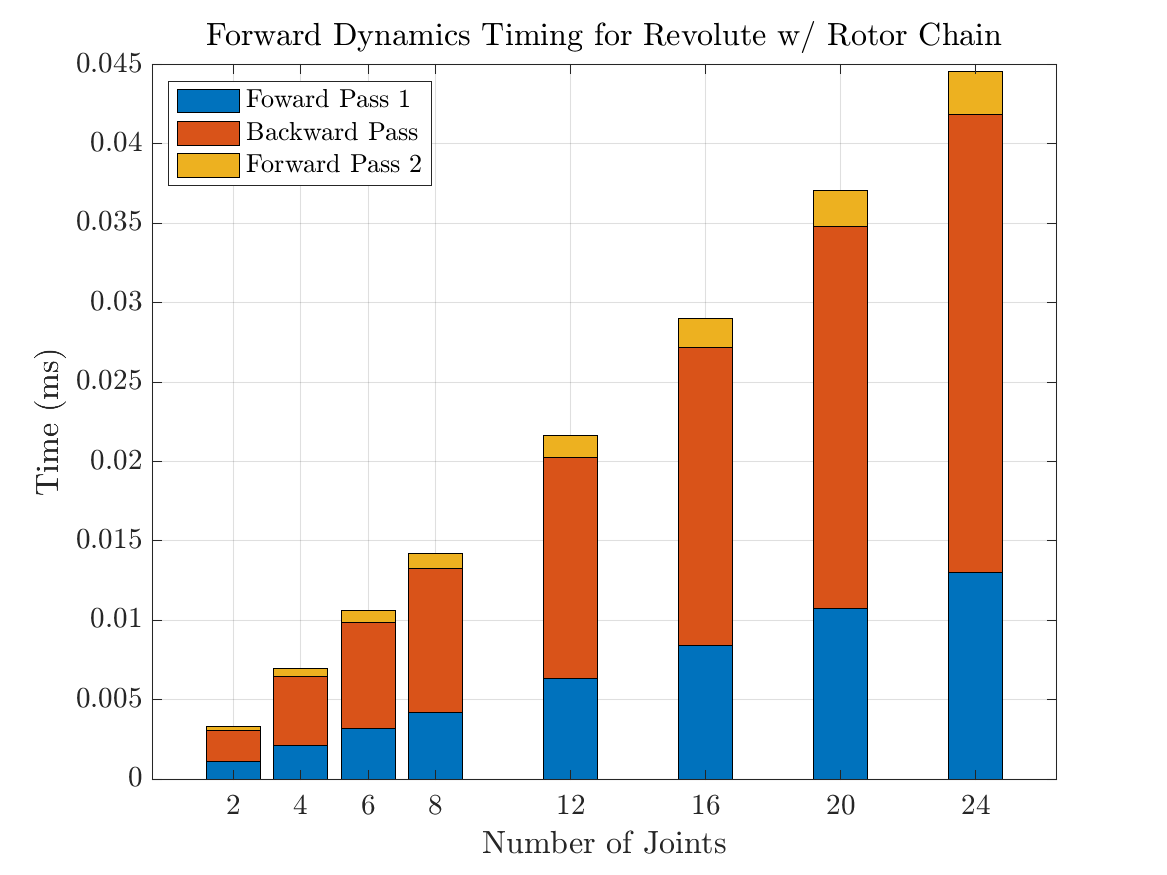 Forward Dynamics Timing for Revolute w/ Rotor Chain
0.045
0.04
0.035
0.03
0.025
0.02
0.015
0.01
0.005
0
Foward Pass 1
Backward Pass
Forward Pass 2
Time (ms)
2 4 6 8 12 16 20 24
Number of Joints